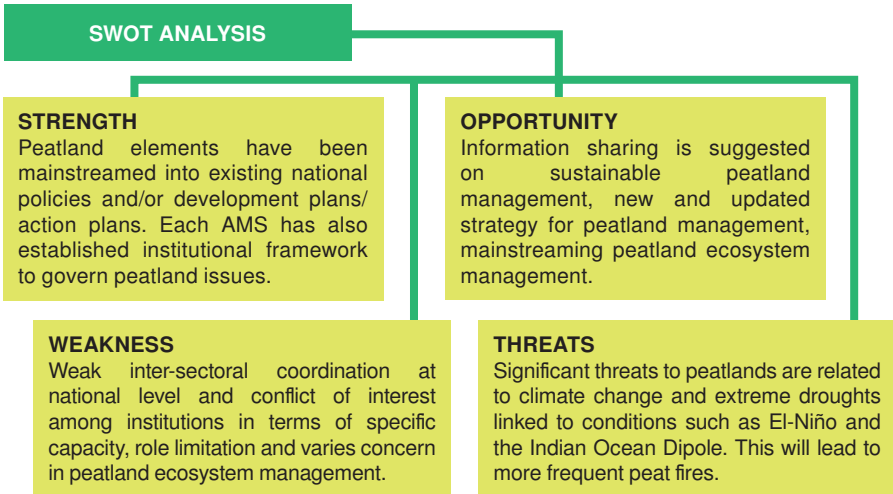 SWOT ANALYSIS
STRENGTH
Peatland elements have been
mainstreamed into existing national
policies and/or development plans/
action plans. Each AMS has also
established institutional framework
to govern peatland issues.
OPPORTUNITY
Information sharing is suggested
on sustainable peatland
management, new and updated
strategy for peatland management,
mainstreaming peatland ecosystem
management.
WEAKNESS
Weak inter-sectoral coordination at
national level and conflict of interest
among institutions in terms of specific
capacity, role limitation and varies concern
in peatland ecosystem management.
THREATS
Significant threats to peatlands are related
to climate change and extreme droughts
linked to conditions such as El-Niño and
the Indian Ocean Dipole. This will lead to
more frequent peat fires.